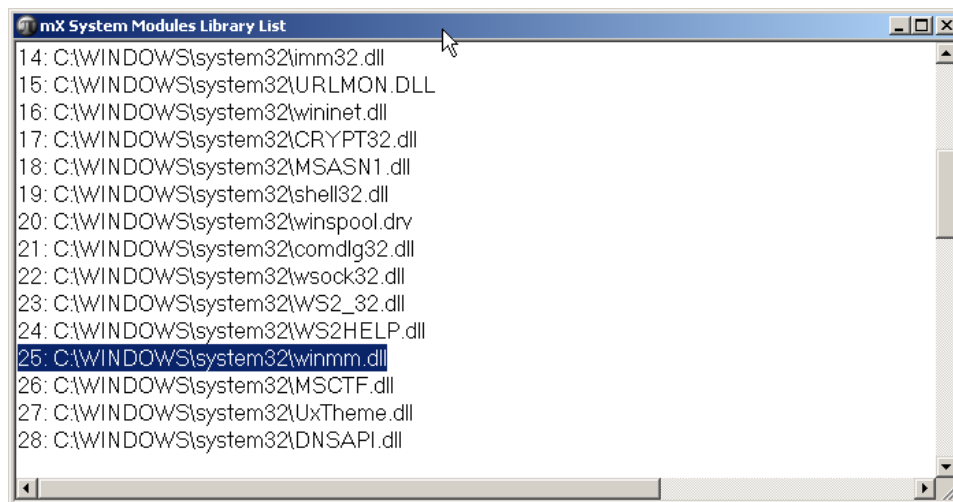 mX System Modules Library List
14: C:\WINDOWS\system32\imm32.dll
15: C:\WINDOWS\system32\URLMON.DLL
16: C:\WINDOWS\system32\wininet.dll
17: C:\WINDOWS\system32\CRYPT32.dll
18: C:\WINDOWS\system32\MSASN1.dll
19: C:\WINDOWS\system32\shell32.dll
20: C:\WINDOWS\system32\winspool.drv
21: C:\WINDOWS\system32\comdlg32.dll
22: C:\WINDOWS\system32\wsock32.dll
23: C:\WINDOWS\system32\WS2_32.dll
24: C:\WINDOWS\system32\WS2HELP.dll
25: C:\WINDOWS\system32\winmm.dll
26: C:\WINDOWS\system32\MSCTF.dll
27: C:\WINDOWS\system32\UxTheme.dll
28: C:\WINDOWS\system32\DNSAPI.dll